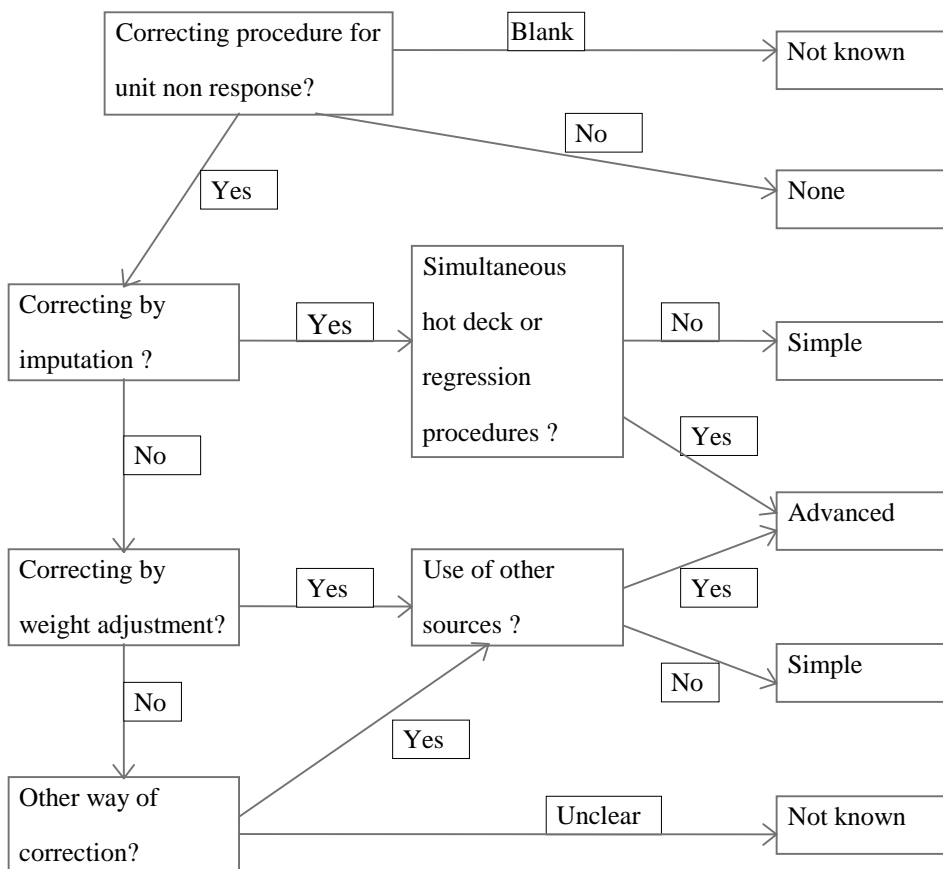 Correcting procedure for
unit non response?
Blank
Not known
No
None
Yes
Correcting by
imputation ?
Yes
Simultaneous
hot deck or
regression
procedures ?
No
Simple
Yes
No
Advanced
Correcting by
weight adjustment?
Yes
Use of other
sources ?
Yes
No
Simple
No
Yes
Other way of
correction?
Unclear
Not known